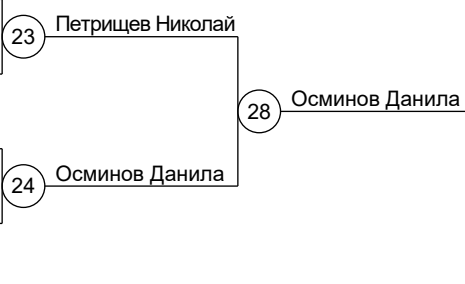 Петрищев Николай
23
Осминов Данила
28
Осминов Данила
24